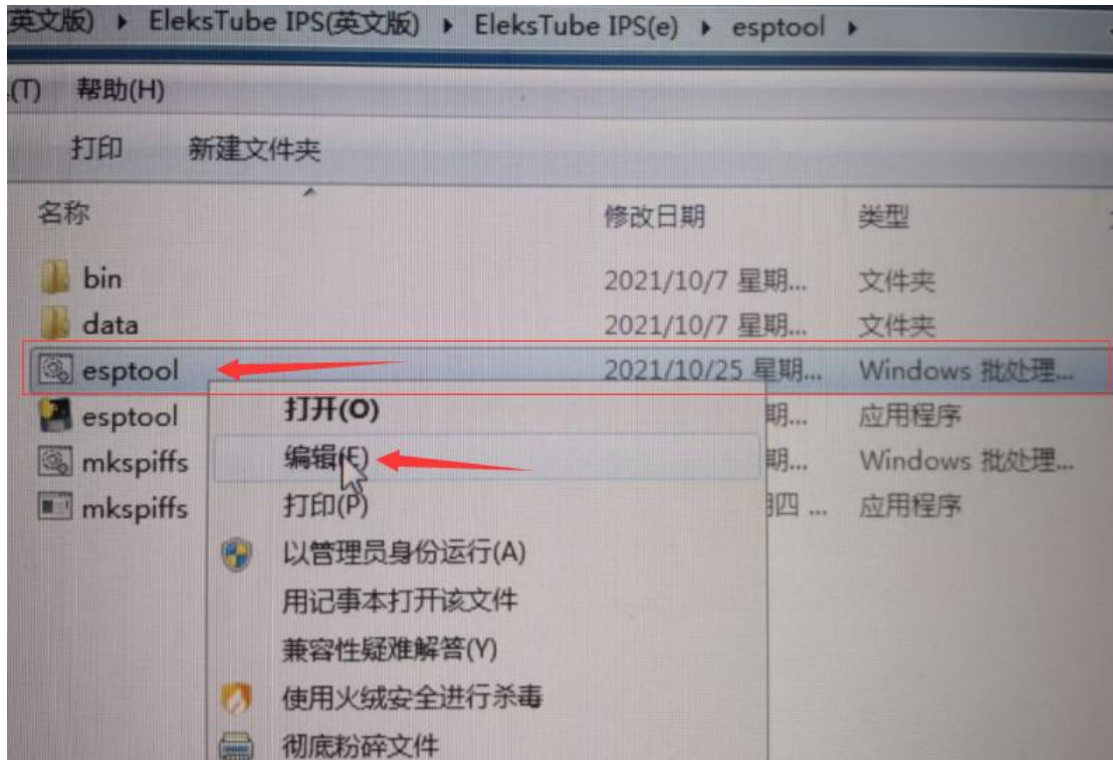 英文版) ▸ EleksTube IPS(英文版) ▸ EleksTube IPS(e) ▸ esptool ▸
(T) 帮助(H)
打印 新建文件夹
名称 修改日期 类型
bin 2021/10/7 星期... 文件夹
data 2021/10/7 星期... 文件夹
esptool 2021/10/25 星期... Windows 批处理...
esptool 期... 应用程序
mkspiffs 期... Windows 批处理...
mkspiffs 期四 ... 应用程序
打开(O)
编辑(E)
打印(P)
以管理员身份运行(A)
用记事本打开该文件
兼容性疑难解答(Y)
使用火绒安全进行杀毒
彻底粉碎文件